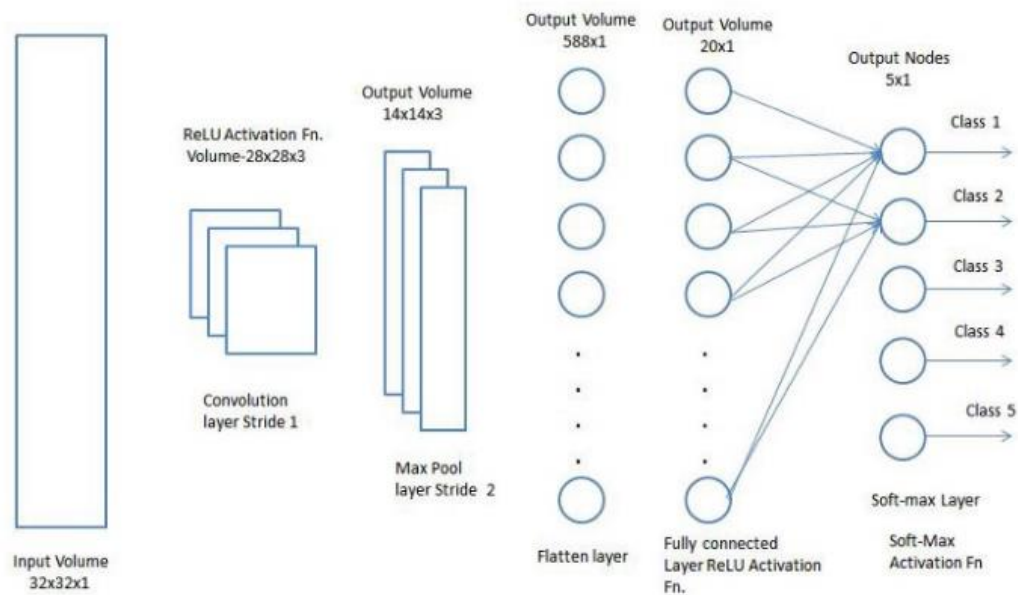 Input Volume
32x32x1
ReLU Activation Fn.
Volume-28x28x3
Convolution
layer Stride 1
Output Volume
14x14x3
Max Pool
layer Stride 2
Output Volume
588x1
Flatten layer
Output Volume
20x1
Fully connected
Layer ReLU Activation
Fn.
Output Nodes
5x1
Class 1
Class 2
Class 3
Class 4
Class 5
Soft-max Layer
Soft-Max
Activation Fn